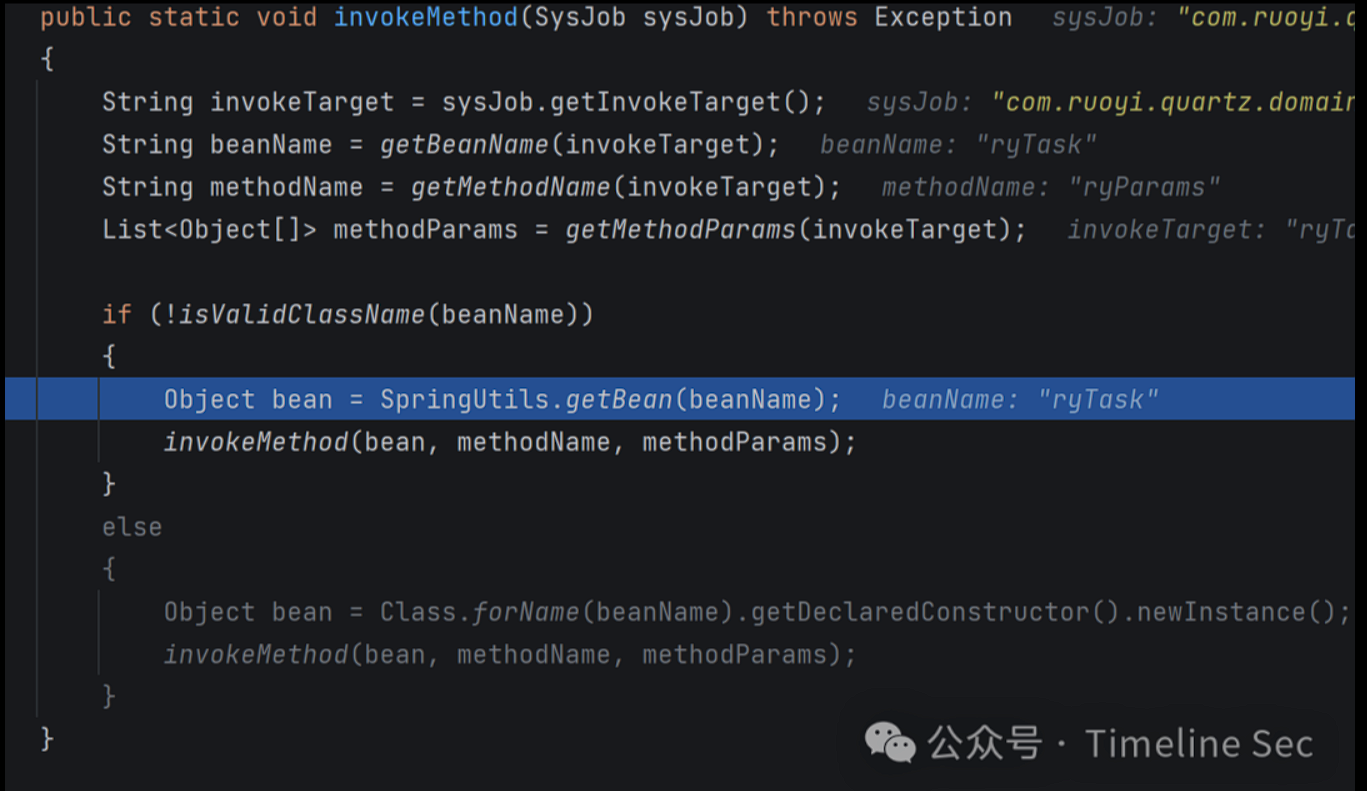 public static void invokeMethod(SysJob sysJob) throws Exception sysJob: "com.ruoyi.q
{
String invokeTarget = sysJob.getInvokeTarget(); sysJob: "com.ruoyi.quartz.domain
String beanName = getBeanName(invokeTarget); beanName: "ryTask"
String methodName = getMethodName(invokeTarget); methodName: "ryParams"
List<Object[]> methodParams = getMethodParams(invokeTarget); invokeTarget: "ryTa
if (!isValidClassName(beanName))
{
Object bean = SpringUtils.getBean(beanName); beanName: "ryTask"
invokeMethod(bean, methodName, methodParams);
}
else
{
Object bean = Class.forName(beanName).getDeclaredConstructor().newInstance();
invokeMethod(bean, methodName, methodParams);
}
}
公众号 · Timeline Sec